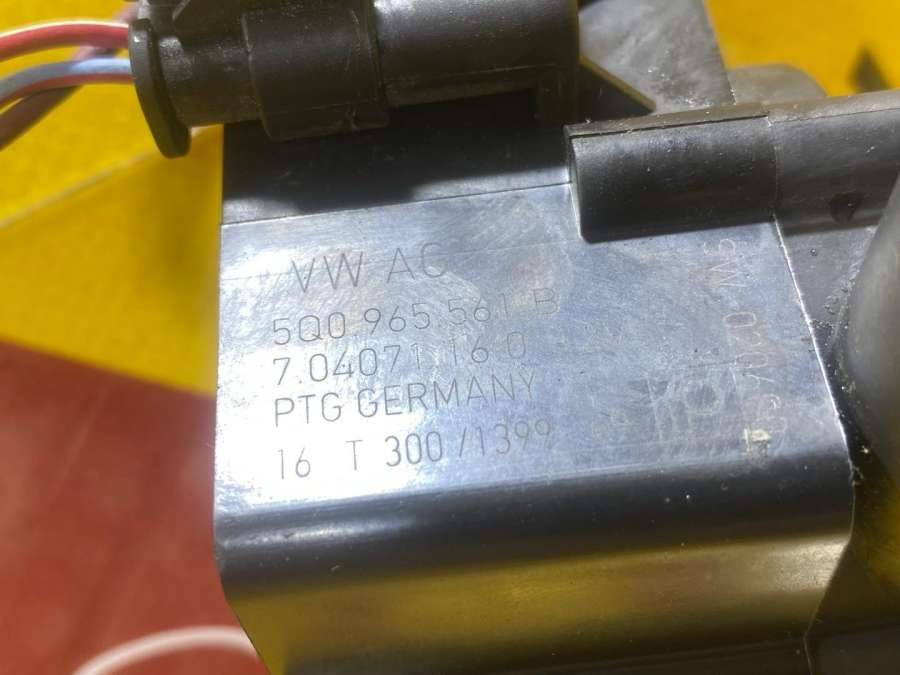 VW AG
5Q0 965.561 B
7.04071.16.0
PTG GERMANY
16 T 300/1399